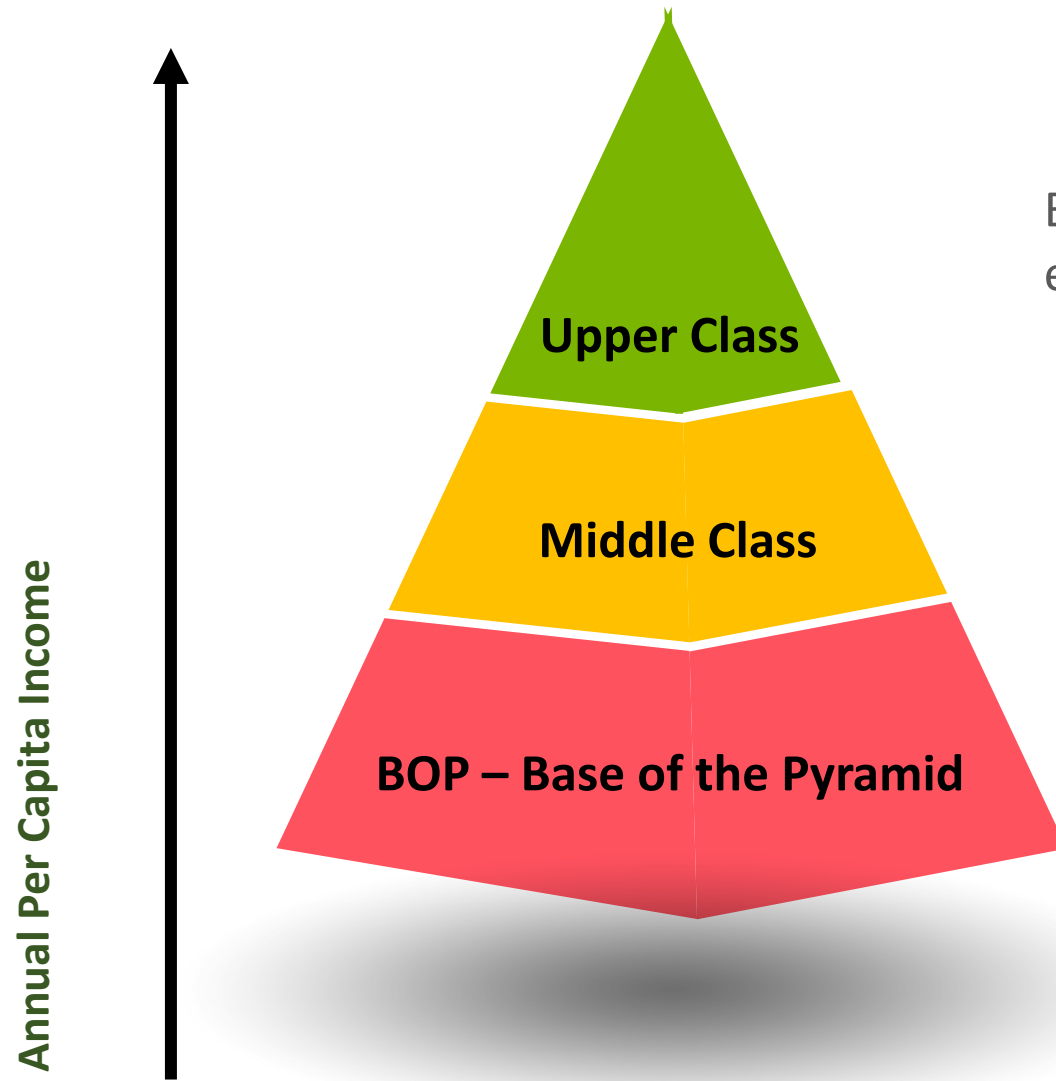 Upper Class
Middle Class
BOP – Base of the Pyramid
Annual Per Capita Income